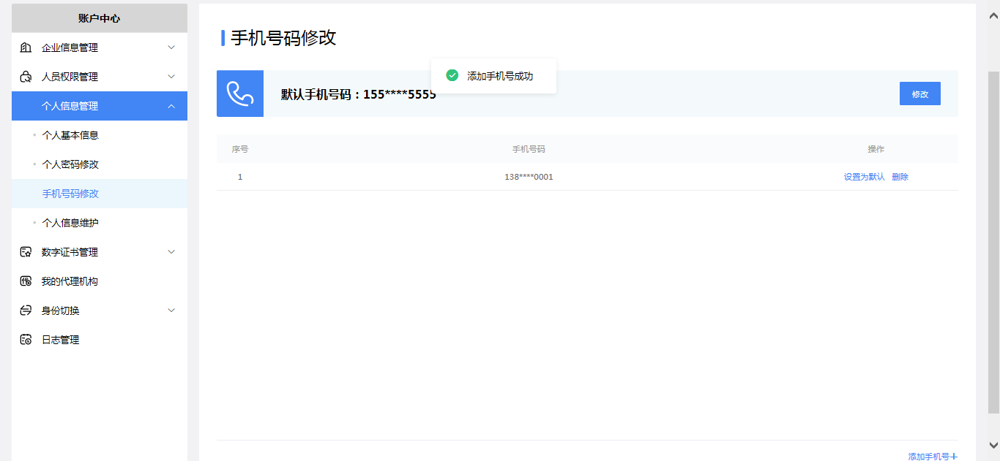 账户中心
企业信息管理
人员权限管理
个人信息管理
个人基本信息
个人密码修改
手机号码修改
个人信息维护
数字证书管理
我的代理机构
身份切换
日志管理
手机号码修改
添加手机号成功
默认手机号码：155****5555
修改
序号 手机号码 操作
1 138****0001 设置为默认 删除
添加手机号+